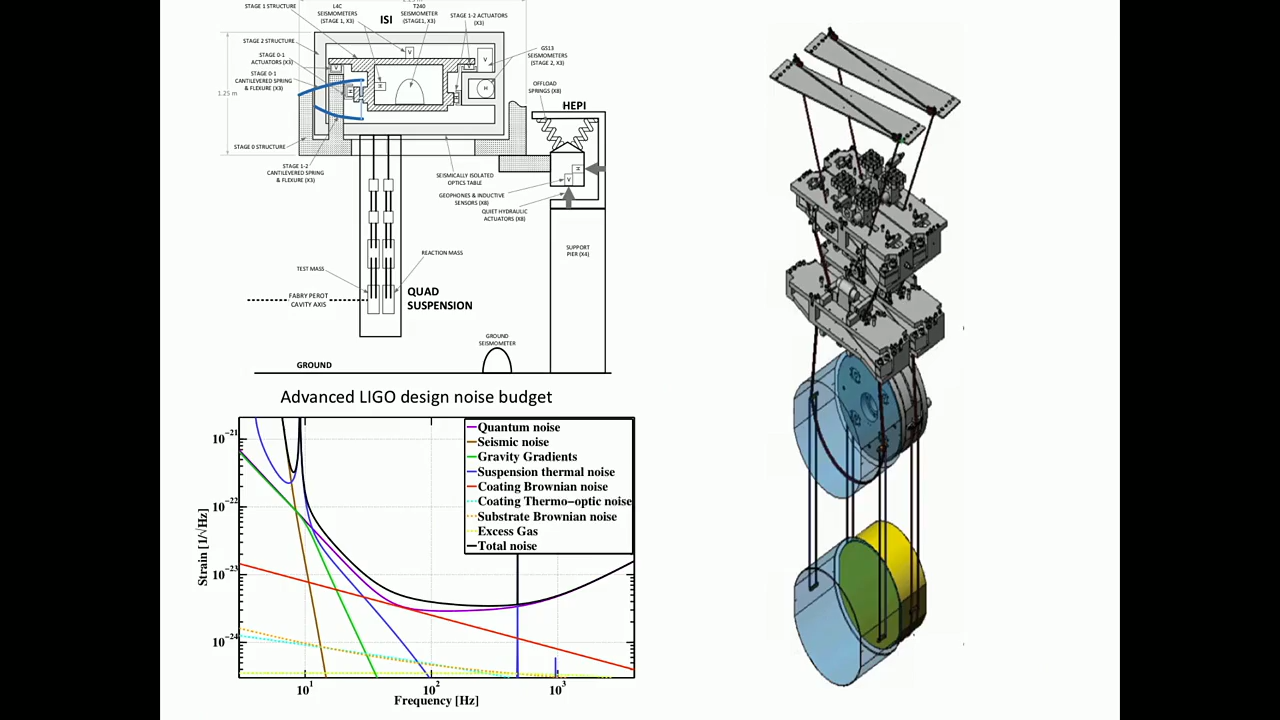 STAGE 1 STRUCTURE
L4C
SEISMOMETERS
(STAGE 1, X3)
ISI
T240
SEISMOMETER
(STAGE1, X3)
STAGE 1-2 ACTUATORS
(X3)
STAGE 2 STRUCTURE
STAGE 0-1
ACTUATORS (X3)
STAGE 0-1
CANTILEVERED SPRING
& FLEXURE (X3)
1.25 m
STAGE 0 STRUCTURE
STAGE 1-2
CANTILEVERED SPRING
& FLEXURE (X3)
V
V
V
H
H
H
GS13
SEISMOMETERS
(STAGE 2, X3)
OFFLOAD
SPRINGS (X8)
HEPI
H
V
SEISMICALLY ISOLATED
OPTICS TABLE
GEOPHONES & INDUCTIVE
SENSORS (X8)
QUIET HYDRAULIC
ACTUATORS (X8)
SUPPORT
PIER (X4)
REACTION MASS
TEST MASS
FABRY PEROT
CAVITY AXIS
QUAD
SUSPENSION
GROUND
SEISMOMETER
GROUND
Advanced LIGO design noise budget
Quantum noise
Seismic noise
Gravity Gradients
Suspension thermal noise
Coating Brownian noise
Coating Thermo-optic noise
Substrate Brownian noise
Excess Gas
Total noise
Strain [1/√Hz]
10⁻²¹
10⁻²²
10⁻²³
10⁻²⁴
10¹
10²
10³
Frequency [Hz]